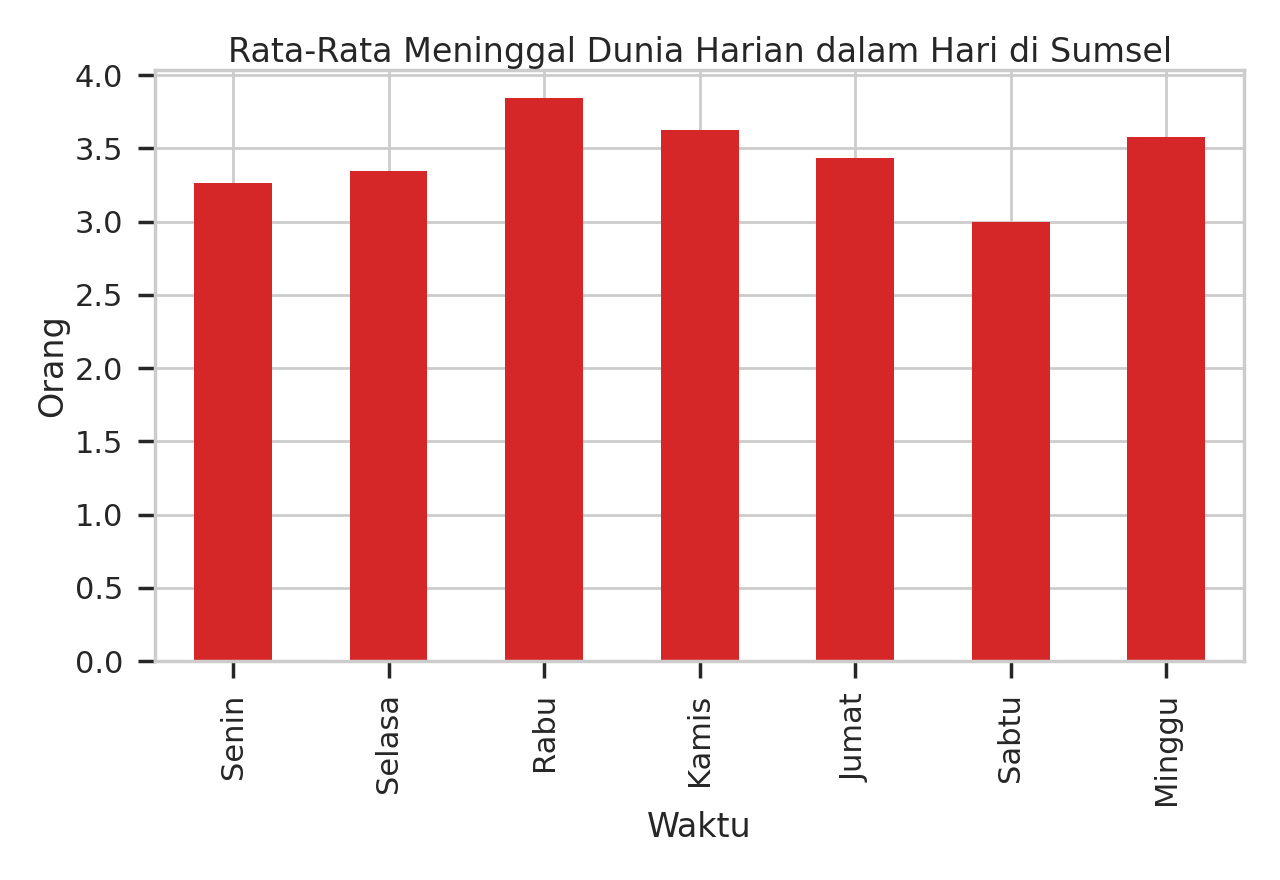 Rata-Rata Meninggal Dunia Harian dalam Hari di Sumsel
4.0
3.5
3.0
2.5
2.0
1.5
1.0
0.5
0.0
Orang
Senin
Selasa
Rabu
Kamis
Jumat
Sabtu
Minggu
Waktu